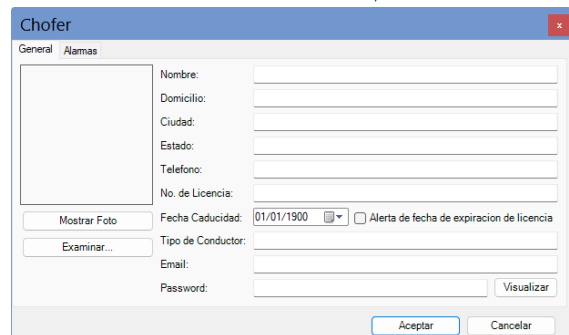 Chofer
x
General Alarmas
Nombre:
Domicilio:
Ciudad:
Estado:
Telefono:
No. de Licencia:
Mostrar Foto
Fecha Caducidad: 01/01/1900 Alerta de fecha de expiracion de licencia
Examinar...
Tipo de Conductor:
Email:
Password: Visualizar
Aceptar Cancelar